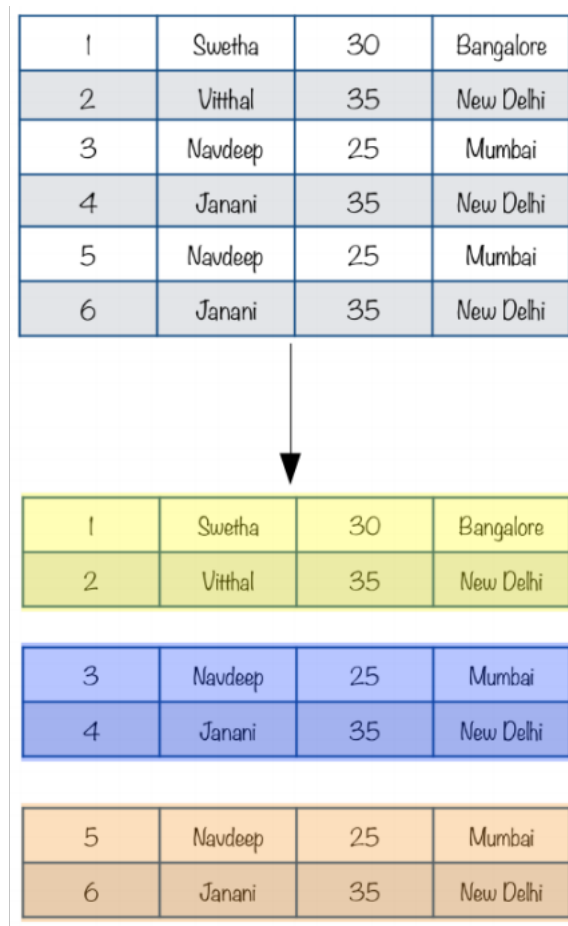 1 Swetha 30 Bangalore
2 Vitthal 35 New Delhi
3 Navdeep 25 Mumbai
4 Janani 35 New Delhi
5 Navdeep 25 Mumbai
6 Janani 35 New Delhi
1 Swetha 30 Bangalore
2 Vitthal 35 New Delhi
3 Navdeep 25 Mumbai
4 Janani 35 New Delhi
5 Navdeep 25 Mumbai
6 Janani 35 New Delhi